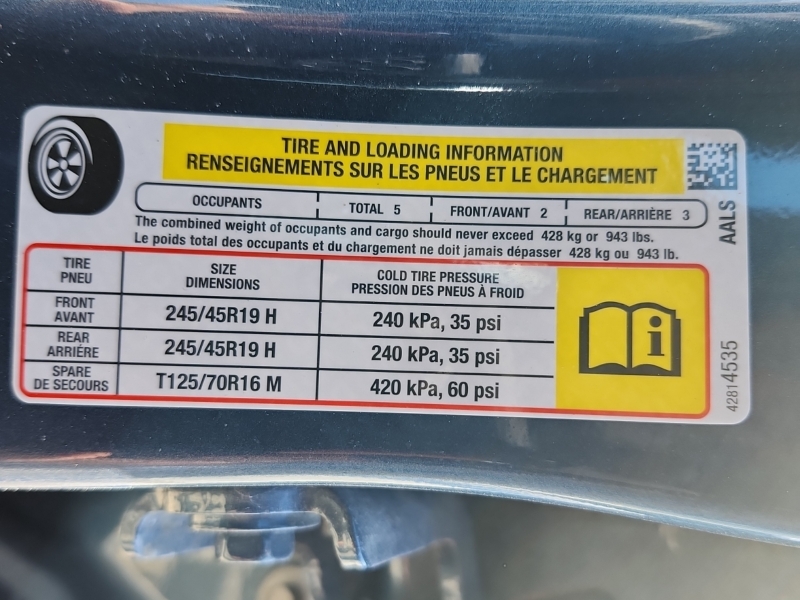 TIRE AND LOADING INFORMATION
RENSEIGNEMENTS SUR LES PNEUS ET LE CHARGEMENT
OCCUPANTS TOTAL 5 FRONT/AVANT 2 REAR/ARRIÈRE 3
The combined weight of occupants and cargo should never exceed 428 kg or 943 lbs.
Le poids total des occupants et du chargement ne doit jamais dépasser 428 kg ou 943 lb.
AALS
TIRE
PNEU
SIZE
DIMENSIONS
COLD TIRE PRESSURE
PRESSION DES PNEUS À FROID
FRONT
AVANT
245/45R19 H
240 kPa, 35 psi
REAR
ARRIÉRE
245/45R19 H
240 kPa, 35 psi
SPARE
DE SECOURS
T125/70R16 M
420 kPa, 60 psi
i
42814535